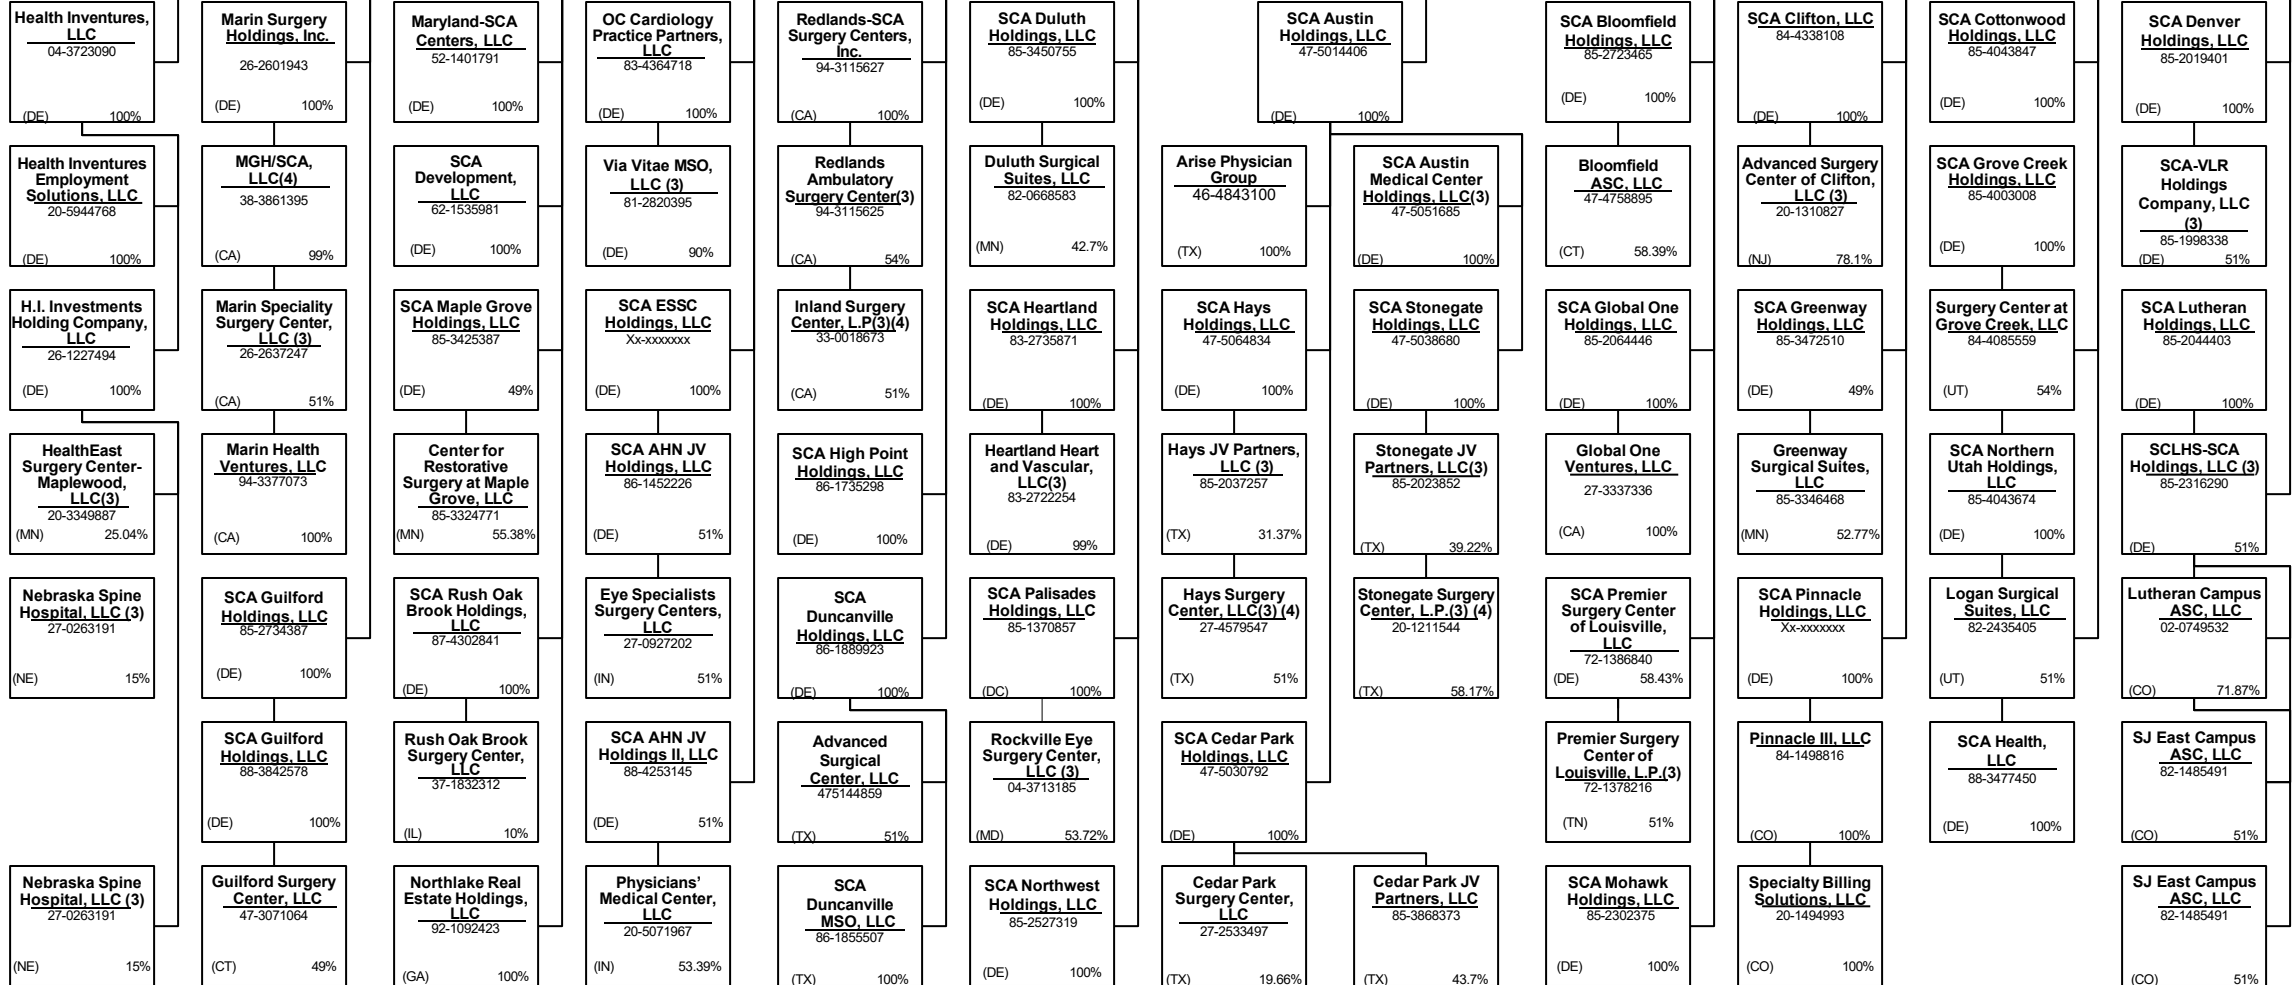 Health Inventures,
LLC
04-3723090
(DE) 100%
Marin Surgery
Holdings, Inc.
26-2601943
(DE) 100%
Maryland-SCA
Centers, LLC
52-1401791
(DE) 100%
OC Cardiology
Practice Partners,
LLC
83-4364718
(DE) 100%
Redlands-SCA
Surgery Centers,
Inc.
94-3115627
(CA) 100%
SCA Duluth
Holdings, LLC
85-3450755
(DE) 100%
SCA Austin
Holdings, LLC
47-5014406
(DE) 100%
SCA Bloomfield
Holdings, LLC
85-2723465
(DE) 100%
SCA Clifton, LLC
84-4338108
(DE) 100%
SCA Cottonwood
Holdings, LLC
85-4043847
(DE) 100%
SCA Denver
Holdings, LLC
85-2019401
(DE) 100%
Health Inventures
Employment
Solutions, LLC
20-5944768
(DE) 100%
MGH/SCA,
LLC(4)
38-3861395
(CA) 99%
SCA
Development,
LLC
62-1535981
(DE) 100%
Via Vitae MSO,
LLC (3)
81-2820395
(DE) 90%
Redlands
Ambulatory
Surgery Center(3)
94-3115625
(CA) 54%
Duluth Surgical
Suites, LLC
82-0668583
(MN) 42.7%
Arise Physician
Group
46-4843100
(TX) 100%
SCA Austin
Medical Center
Holdings, LLC(3)
47-5051685
(DE) 100%
Bloomfield
ASC, LLC
47-4758895
(CT) 58.39%
Advanced Surgery
Center of Clifton,
LLC (3)
20-1310827
(NJ) 78.1%
SCA Grove Creek
Holdings, LLC
85-4003008
(DE) 100%
SCA-VLR
Holdings
Company, LLC
(3)
85-1998338
(DE) 51%
H.I. Investments
Holding Company,
LLC
26-1227494
(DE) 100%
Marin Speciality
Surgery Center,
LLC (3)
26-2637247
(CA) 51%
SCA Maple Grove
Holdings, LLC
85-3425387
(DE) 49%
SCA ESSC
Holdings, LLC
Xx-xxxxxxx
(DE) 100%
Inland Surgery
Center, L.P(3)(4)
33-0018673
(CA) 51%
SCA Heartland
Holdings, LLC
83-2735871
(DE) 100%
SCA Hays
Holdings, LLC
47-5064834
(DE) 100%
SCA Stonegate
Holdings, LLC
47-5038680
(DE) 100%
SCA Global One
Holdings, LLC
85-2064446
(DE) 100%
SCA Greenway
Holdings, LLC
85-3472510
(DE) 49%
Surgery Center at
Grove Creek, LLC
84-4085559
(UT) 54%
SCA Lutheran
Holdings, LLC
85-2044403
(DE) 100%
HealthEast
Surgery Center-
Maplewood,
LLC(3)
20-3349887
(MN) 25.04%
Marin Health
Ventures, LLC
94-3377073
(CA) 100%
Center for
Restorative
Surgery at Maple
Grove, LLC
85-3324771
(MN) 55.38%
SCA AHN JV
Holdings, LLC
86-1452226
(DE) 51%
SCA High Point
Holdings, LLC
86-1735298
(DE) 100%
Heartland Heart
and Vascular,
LLC(3)
83-2722254
(DE) 99%
Hays JV Partners,
LLC (3)
85-2037257
(TX) 31.37%
Stonegate JV
Partners, LLC(3)
85-2023852
(TX) 39.22%
Global One
Ventures, LLC
27-3337336
(CA) 100%
Greenway
Surgical Suites,
LLC
85-3346468
(MN) 52.77%
SCA Northern
Utah Holdings,
LLC
85-4043674
(DE) 100%
SCLHS-SCA
Holdings, LLC (3)
85-2316290
(DE) 51%
Nebraska Spine
Hospital, LLC (3)
27-0263191
(NE) 15%
SCA Guilford
Holdings, LLC
85-2734387
(DE) 100%
SCA Rush Oak
Brook Holdings,
LLC
87-4302841
(DE) 100%
Eye Specialists
Surgery Centers,
LLC
27-0927202
(IN) 51%
SCA
Duncanville
Holdings, LLC
86-1889923
(DE) 100%
SCA Palisades
Holdings, LLC
85-1370857
(DC) 100%
Hays Surgery
Center, LLC(3) (4)
27-4579547
(TX) 51%
Stonegate Surgery
Center, L.P.(3) (4)
20-1211544
(TX) 58.17%
SCA Premier
Surgery Center
of Louisville,
LLC
72-1386840
(DE) 58.43%
SCA Pinnacle
Holdings, LLC
Xx-xxxxxxx
(DE) 100%
Logan Surgical
Suites, LLC
82-2435405
(UT) 51%
Lutheran Campus
ASC, LLC
02-0749532
(CO) 71.87%
SCA Guilford
Holdings, LLC
88-3842578
(DE) 100%
Rush Oak Brook
Surgery Center,
LLC
37-1832312
(IL) 10%
SCA AHN JV
Holdings II, LLC
88-4253145
(DE) 51%
Advanced
Surgical
Center, LLC
475144859
(TX) 51%
Rockville Eye
Surgery Center,
LLC (3)
04-3713185
(MD) 53.72%
SCA Cedar Park
Holdings, LLC
47-5030792
(DE) 100%
Premier Surgery
Center of
Louisville, L.P.(3)
72-1378216
(TN) 51%
Pinnacle III, LLC
84-1498816
(CO) 100%
SCA Health,
LLC
88-3477450
(DE) 100%
SJ East Campus
ASC, LLC
82-1485491
(CO) 51%
Nebraska Spine
Hospital, LLC (3)
27-0263191
(NE) 15%
Guilford Surgery
Center, LLC
47-3071064
(CT) 49%
Northlake Real
Estate Holdings,
LLC
92-1092423
(GA) 100%
Physicians’
Medical Center,
LLC
20-5071967
(IN) 53.39%
SCA
Duncanville
MSO, LLC
86-1855507
(TX) 100%
SCA Northwest
Holdings, LLC
85-2527319
(DE) 100%
Cedar Park
Surgery Center,
LLC
27-2533497
(TX) 19.66%
Cedar Park JV
Partners, LLC
85-3868373
(TX) 43.7%
SCA Mohawk
Holdings, LLC
85-2302375
(DE) 100%
Specialty Billing
Solutions, LLC
20-1494993
(CO) 100%
SJ East Campus
ASC, LLC
82-1485491
(CO) 51%